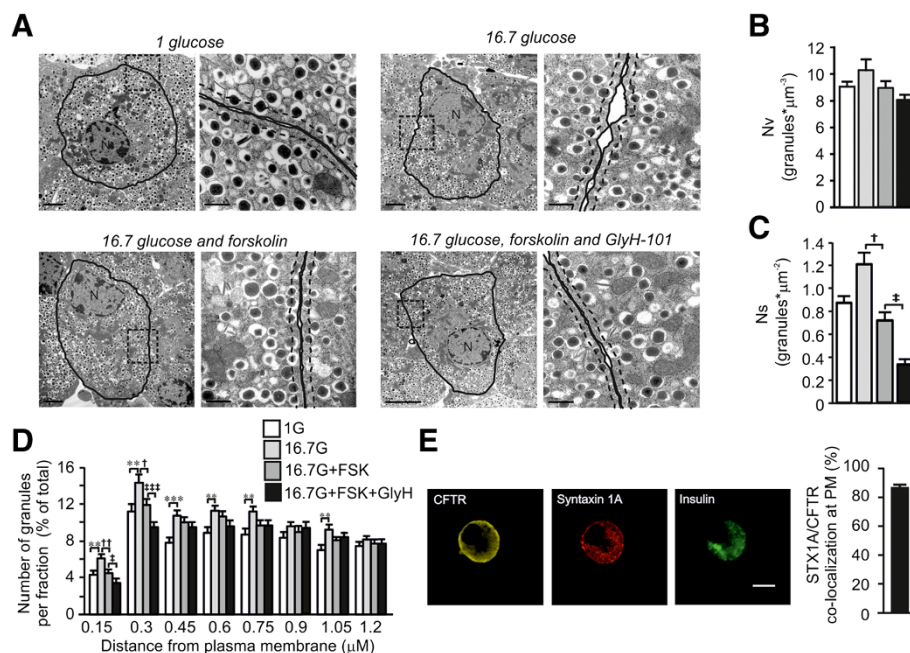 A
1 glucose
16.7 glucose
N
N
16.7 glucose and forskolin
16.7 glucose, forskolin and GlyH-101
N
N
B
Nv
(granules*μm-3)
12
10
8
6
4
2
0
C
Ns
(granules*μm-2)
1.4
1.2
1.0
0.8
0.6
0.4
0.2
0
†
‡
D
1G
16.7G
16.7G+FSK
16.7G+FSK+GlyH
Number of granules
per fraction (% of total)
16
12
8
4
0
** †† ‡
** † ‡‡‡
***
**
**
**
0.15 0.3 0.45 0.6 0.75 0.9 1.05 1.2
Distance from plasma membrane (μM)
E
CFTR
Syntaxin 1A
Insulin
STX1A/CFTR
co-localization at PM (%)
100
80
60
40
20
0